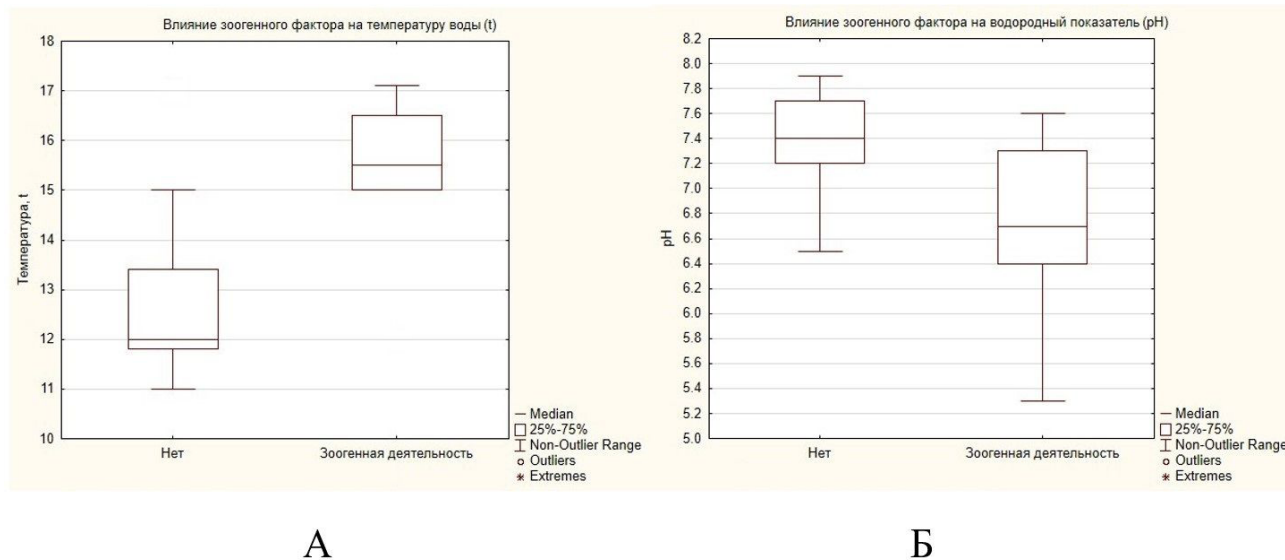 Влияние зоогенного фактора на температуру воды (t)
18
17
16
15
14
13
12
11
10
Температура, t
Нет
Зоогенная деятельность
Median
25%-75%
Non-Outlier Range
Outliers
Extremes
А
Влияние зоогенного фактора на водородный показатель (pH)
8.2
8.0
7.8
7.6
7.4
7.2
7.0
6.8
6.6
6.4
6.2
6.0
5.8
5.6
5.4
5.2
5.0
pH
Нет
Зоогенная деятельность
Median
25%-75%
Non-Outlier Range
Outliers
Extremes
Б